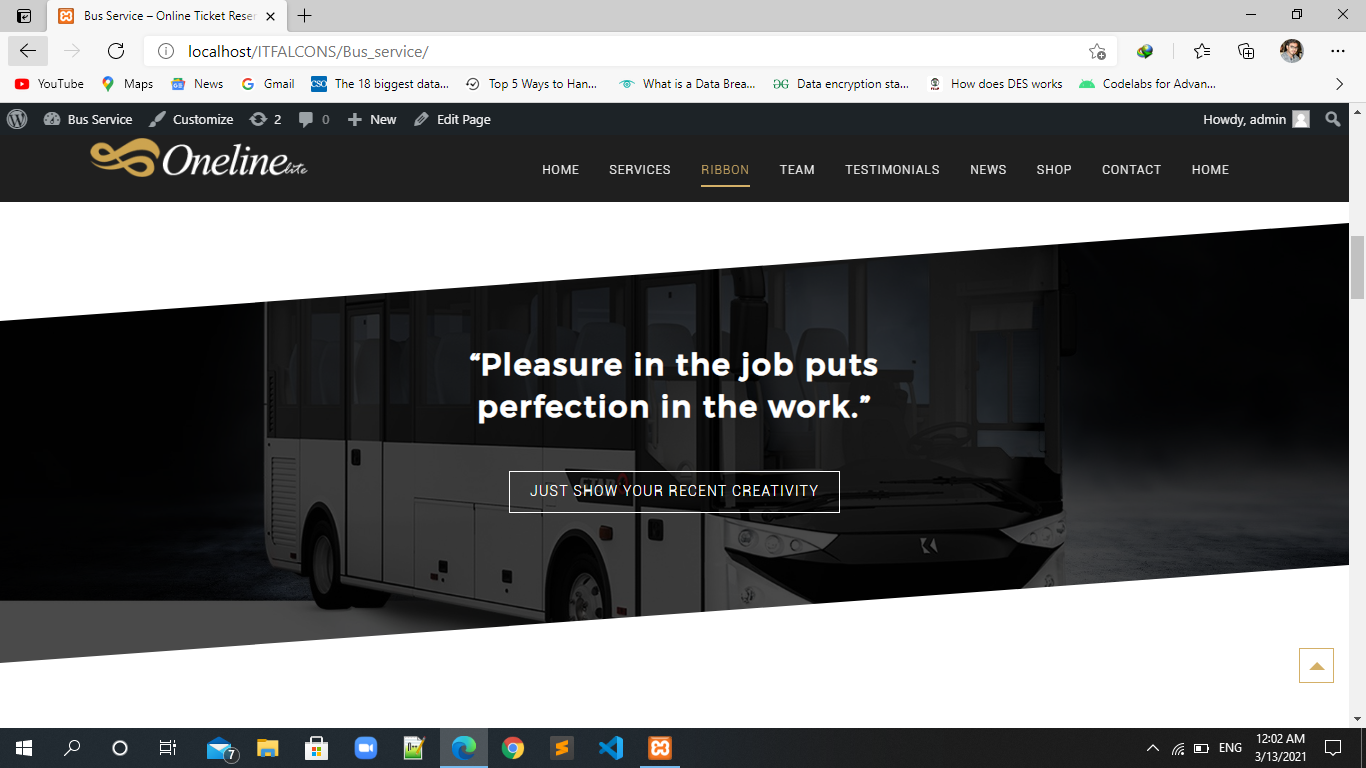 Bus Service – Online Ticket Reser
localhost/ITFALCONS/Bus_service/
YouTube Maps News Gmail CSO The 18 biggest data... Top 5 Ways to Han... What is a Data Brea... Data encryption sta... How does DES works Codelabs for Advan...
Bus Service Customize 2 0 New Edit Page Howdy, admin
Oneline lite HOME SERVICES RIBBON TEAM TESTIMONIALS NEWS SHOP CONTACT HOME
“Pleasure in the job puts
perfection in the work.”
JUST SHOW YOUR RECENT CREATIVITY
7 ENG 12:02 AM
3/13/2021